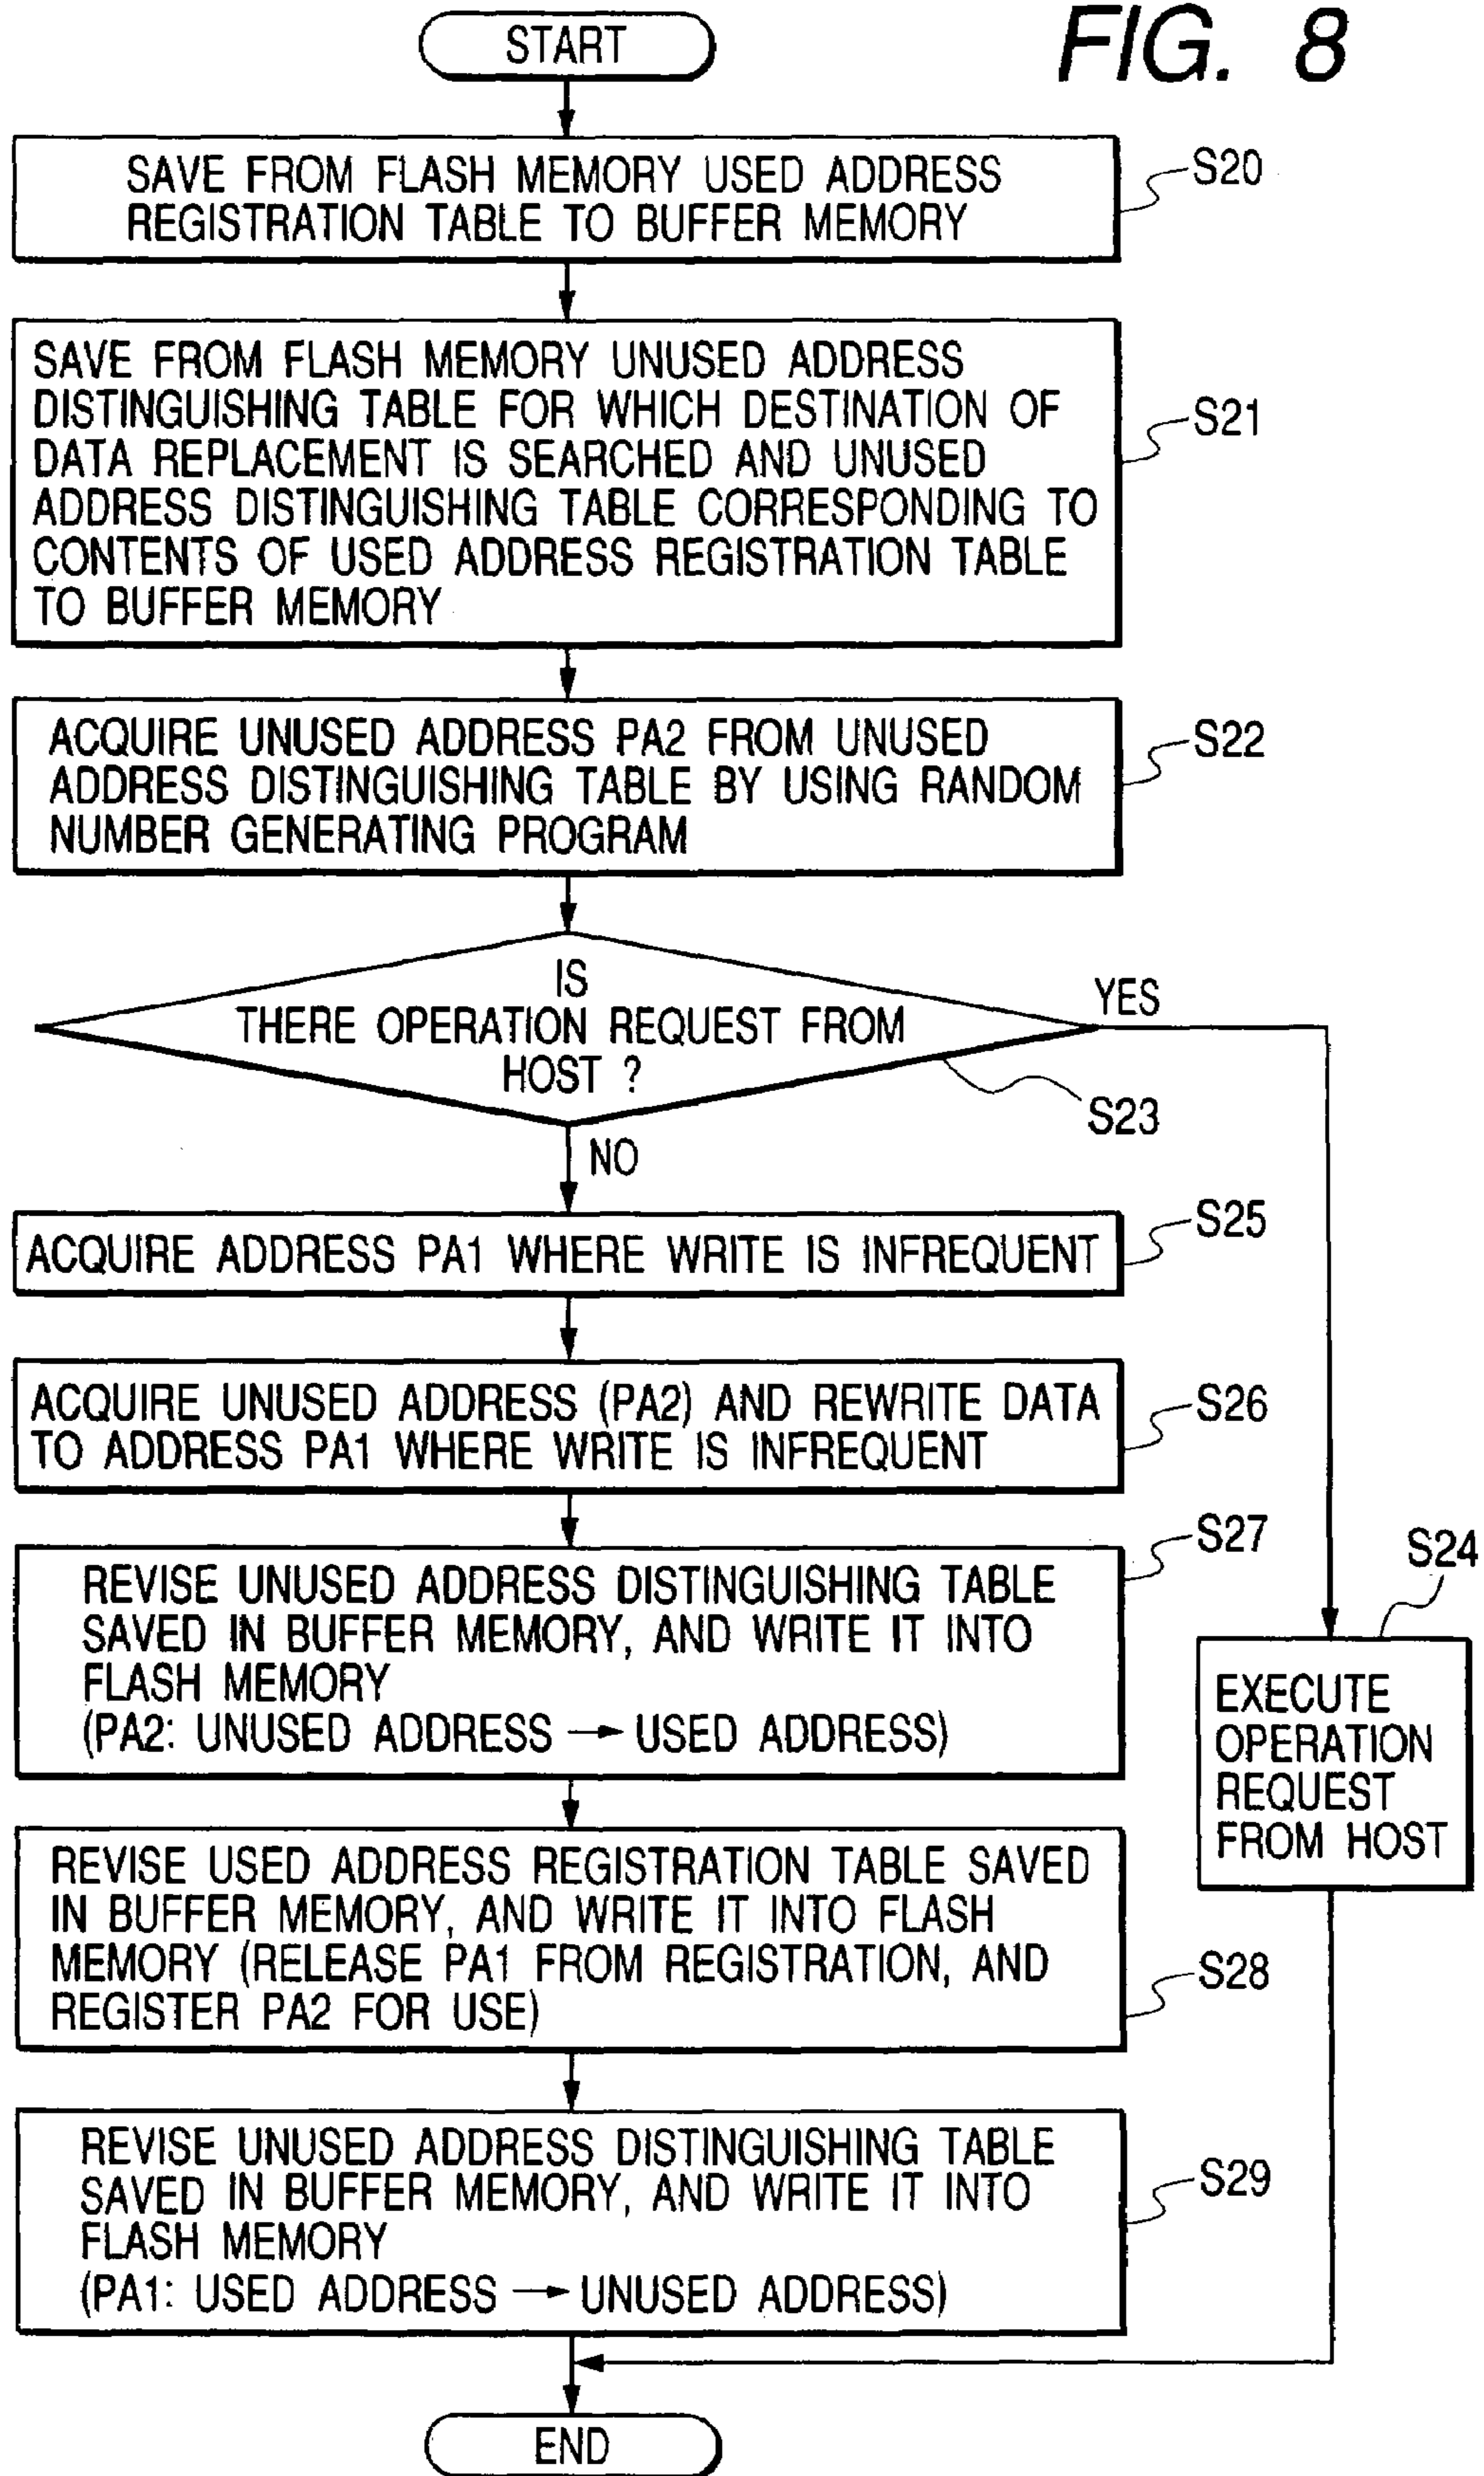 FIG. 8
START
SAVE FROM FLASH MEMORY USED ADDRESS
REGISTRATION TABLE TO BUFFER MEMORY
S20
SAVE FROM FLASH MEMORY UNUSED ADDRESS
DISTINGUISHING TABLE FOR WHICH DESTINATION OF
DATA REPLACEMENT IS SEARCHED AND UNUSED
ADDRESS DISTINGUISHING TABLE CORRESPONDING TO
CONTENTS OF USED ADDRESS REGISTRATION TABLE
TO BUFFER MEMORY
S21
ACQUIRE UNUSED ADDRESS PA2 FROM UNUSED
ADDRESS DISTINGUISHING TABLE BY USING RANDOM
NUMBER GENERATING PROGRAM
S22
IS
THERE OPERATION REQUEST FROM
HOST ?
YES
S23
NO
ACQUIRE ADDRESS PA1 WHERE WRITE IS INFREQUENT
S25
ACQUIRE UNUSED ADDRESS (PA2) AND REWRITE DATA
TO ADDRESS PA1 WHERE WRITE IS INFREQUENT
S26
REVISE UNUSED ADDRESS DISTINGUISHING TABLE
SAVED IN BUFFER MEMORY, AND WRITE IT INTO
FLASH MEMORY
(PA2: UNUSED ADDRESS → USED ADDRESS)
S27
S24
EXECUTE
OPERATION
REQUEST
FROM HOST
REVISE USED ADDRESS REGISTRATION TABLE SAVED
IN BUFFER MEMORY, AND WRITE IT INTO FLASH
MEMORY (RELEASE PA1 FROM REGISTRATION, AND
REGISTER PA2 FOR USE)
S28
REVISE UNUSED ADDRESS DISTINGUISHING TABLE
SAVED IN BUFFER MEMORY, AND WRITE IT INTO
FLASH MEMORY
(PA1: USED ADDRESS → UNUSED ADDRESS)
S29
END